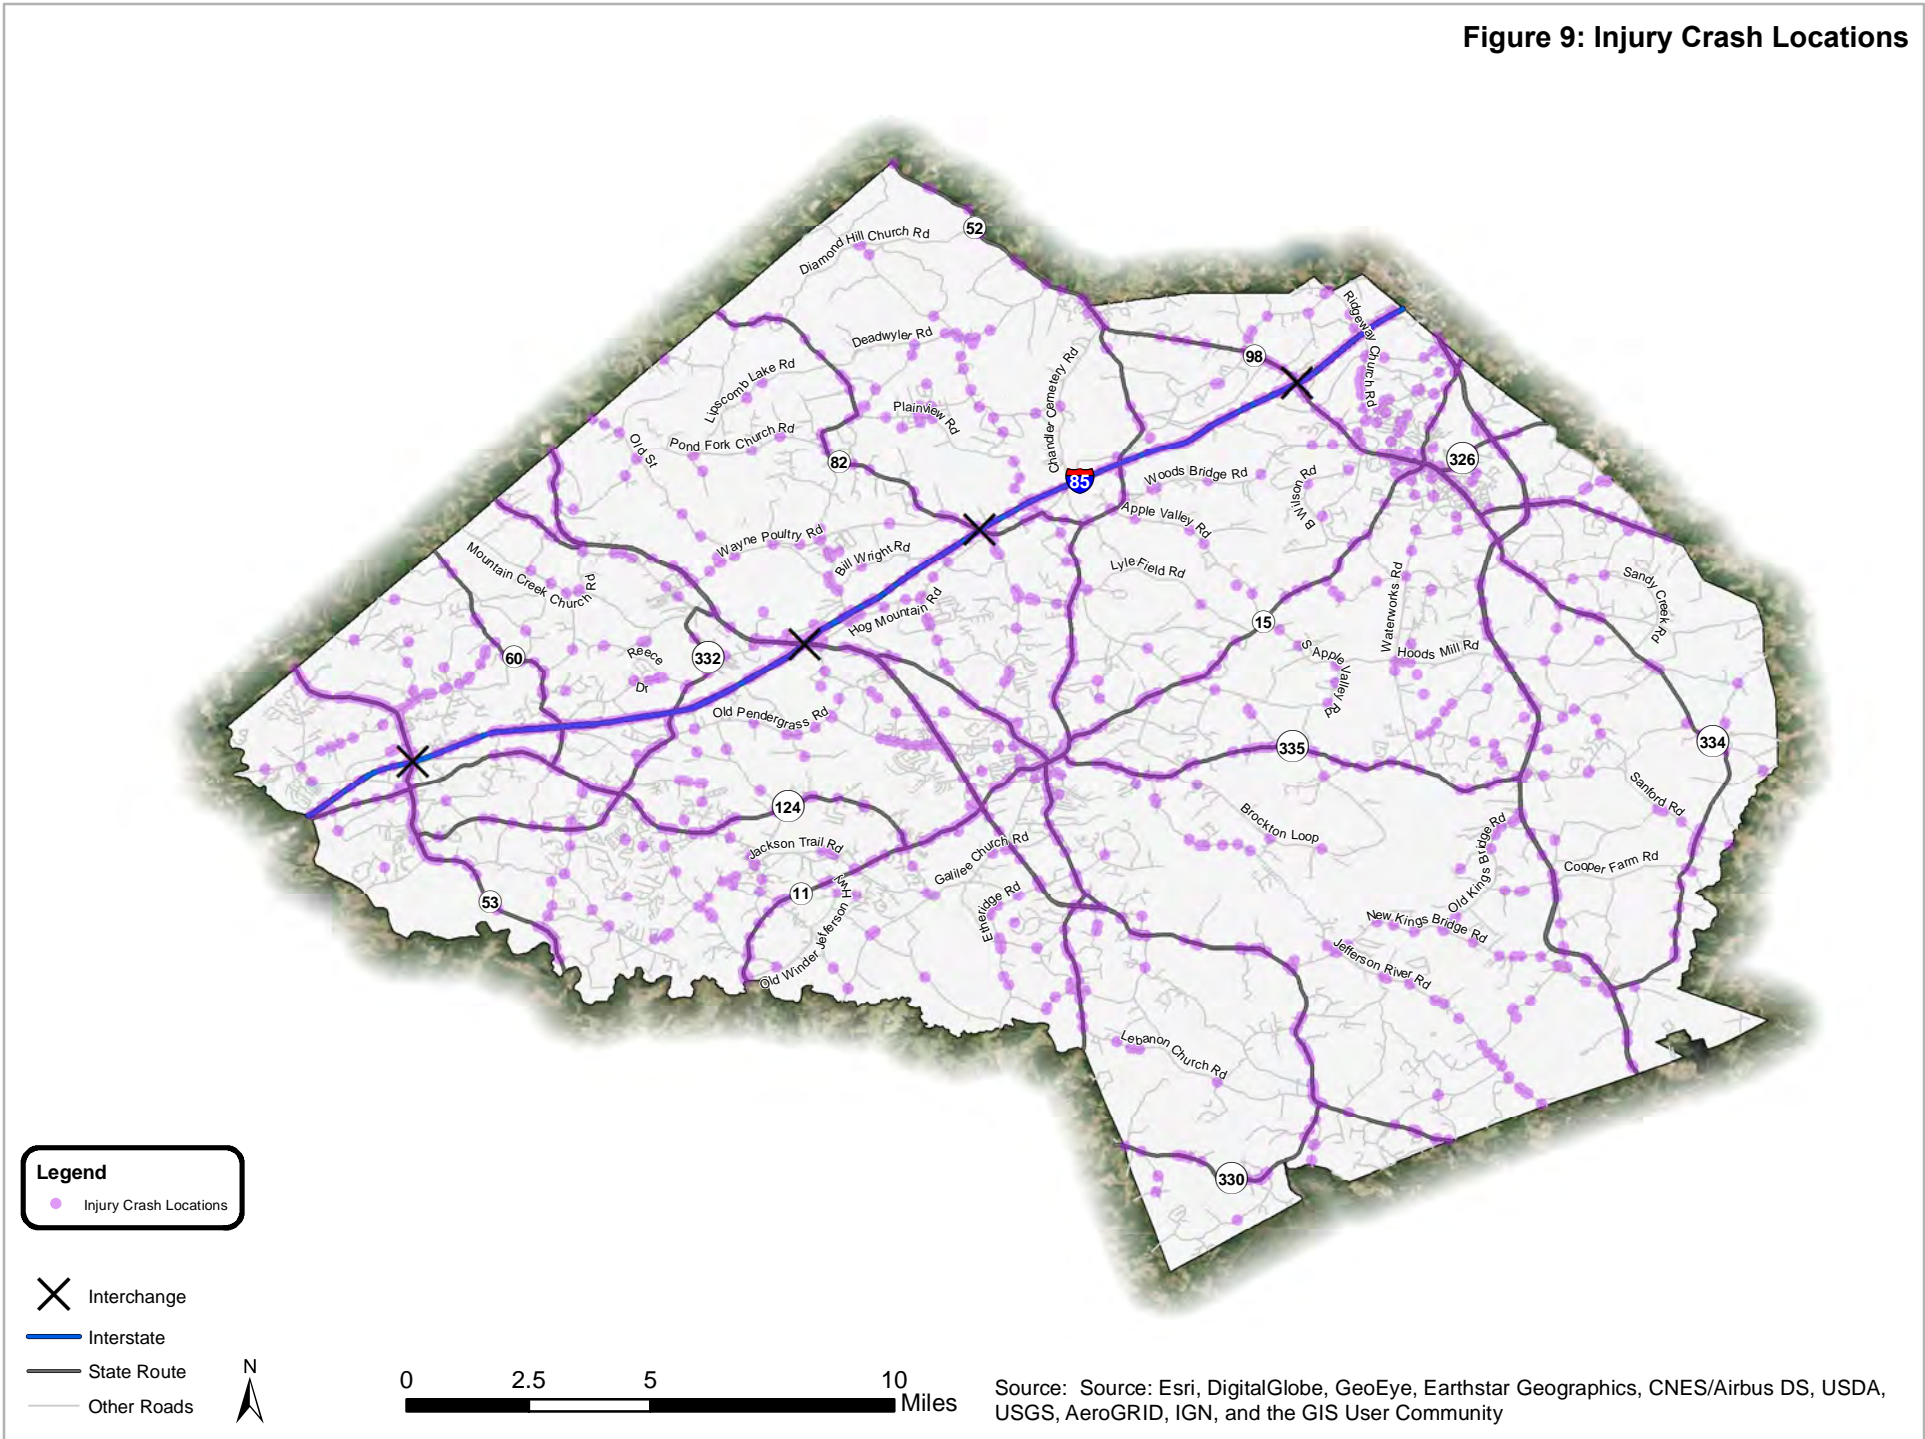 Figure 9: Injury Crash Locations
52
Diamond Hill Church Rd
Ridgeway Church Rd
Deadwyler Rd
98
Chandler Cemetery Rd
Lipscomb Lake Rd
Plainview Rd
Pond Fork Church Rd
Old St
82
326
85
Woods Bridge Rd
B Wilson Rd
Apple Valley Rd
Wayne Poultry Rd
Bill Wright Rd
Mountain Creek Church Rd
Lyle Field Rd
Sandy Creek Rd
Waterworks Rd
Hog Mountain Rd
15
Hoods Mill Rd
S Apple Valley Rd
60
Reece Dr
332
Old Pendergrass Rd
335
334
Sanford Rd
124
Brockton Loop
Old Kings Bridge Rd
Jackson Trail Rd
Galilee Church Rd
Cooper Farm Rd
11
53
Etheridge Rd
New Kings Bridge Rd
Old Winder Jefferson Hwy
Jefferson River Rd
Lebanon Church Rd
330
Legend
Injury Crash Locations
Interchange
Interstate
State Route
Other Roads
N
0 2.5 5 10
Miles
Source: Source: Esri, DigitalGlobe, GeoEye, Earthstar Geographics, CNES/Airbus DS, USDA,
USGS, AeroGRID, IGN, and the GIS User Community